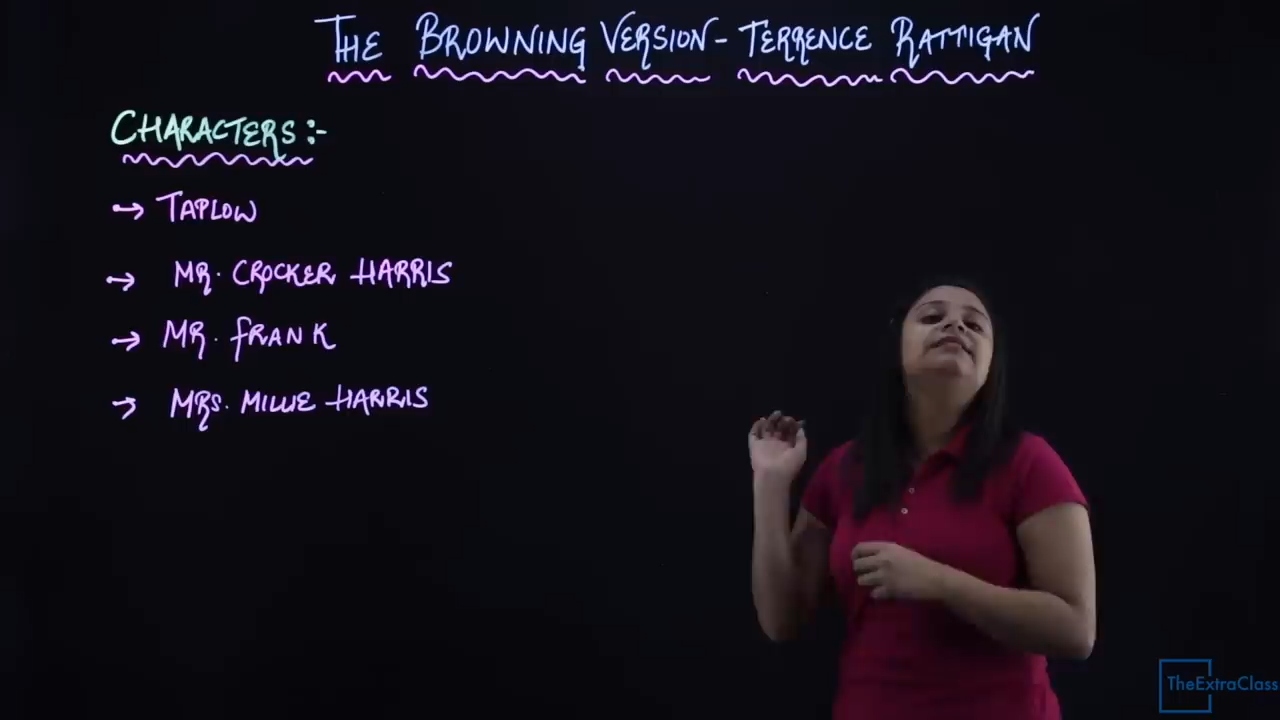 THE BROWNING VERSION - TERRENCE RATTIGAN
CHARACTERS :-
→ TAPLOW
→ MR. CROCKER HARRIS
→ MR. FRANK
→ MRS. MILLIE HARRIS
TheExtraClass